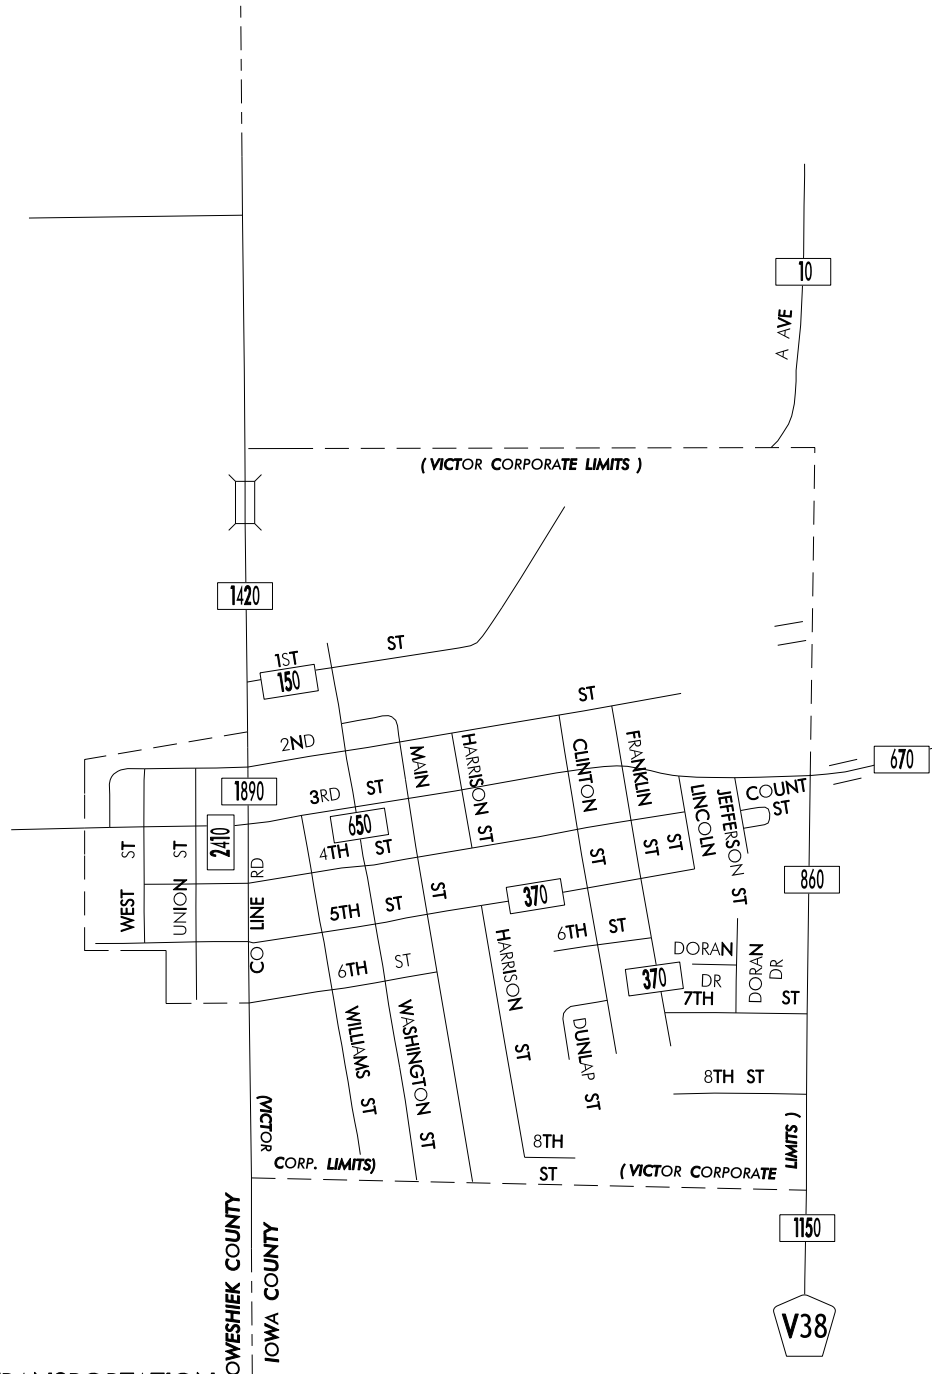 10
A AVE
( VICTOR CORPORATE LIMITS )
1420
1ST ST
150
2ND ST
670
1890
3RD ST
MAIN ST
HARRISON ST
CLINTON ST
FRANKLIN ST
LINCOLN ST
JEFFERSON ST
COUNT
ST
650
2410
4TH ST
WEST ST
UNION ST
CO LINE RD
860
370
5TH ST
6TH ST
6TH ST
DORAN
DR
DORAN
DR
370
7TH ST
HARRISON ST
DUNLAP ST
WILLIAMS ST
WASHINGTON ST
8TH ST
8TH
ST
(VICTOR
CORP. LIMITS)
( VICTOR CORPORATE
LIMITS )
OWESHIEK COUNTY
IOWA COUNTY
1150
V38